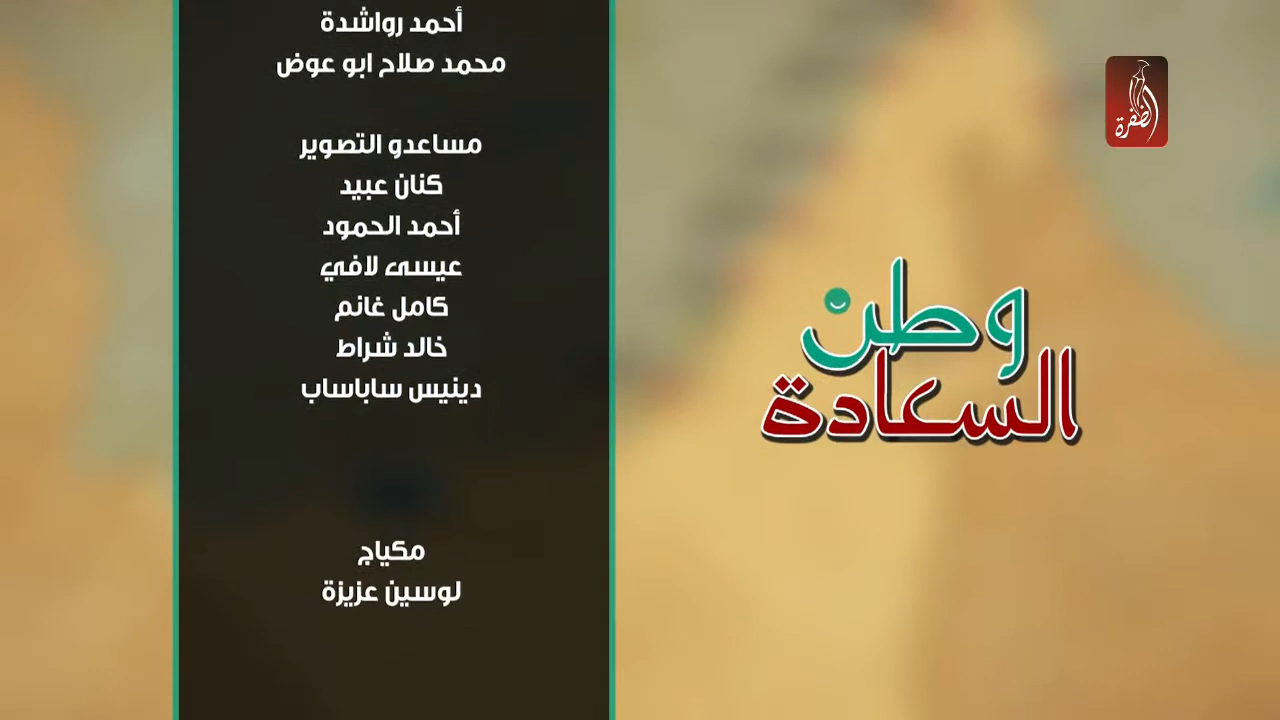 أحمد رواشدة
محمد صلاح ابو عوض
مساعدو التصوير
كنان عبيد
أحمد الحمود
عيسى لافي
كامل غانم
خالد شراط
دينيس ساباساب
مكياج
لوسين عزيزة
الظفرة
وطن
السعادة